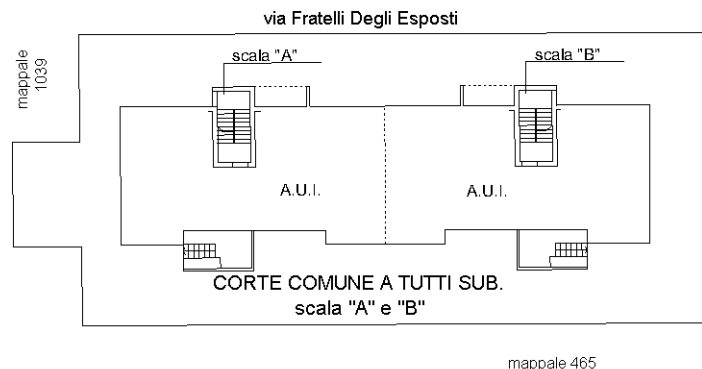 via Fratelli Degli Esposti
mappale
1039
scala "A"
scala "B"
A.U.I.
A.U.I.
CORTE COMUNE A TUTTI SUB.
scala "A" e "B"
mappale 465